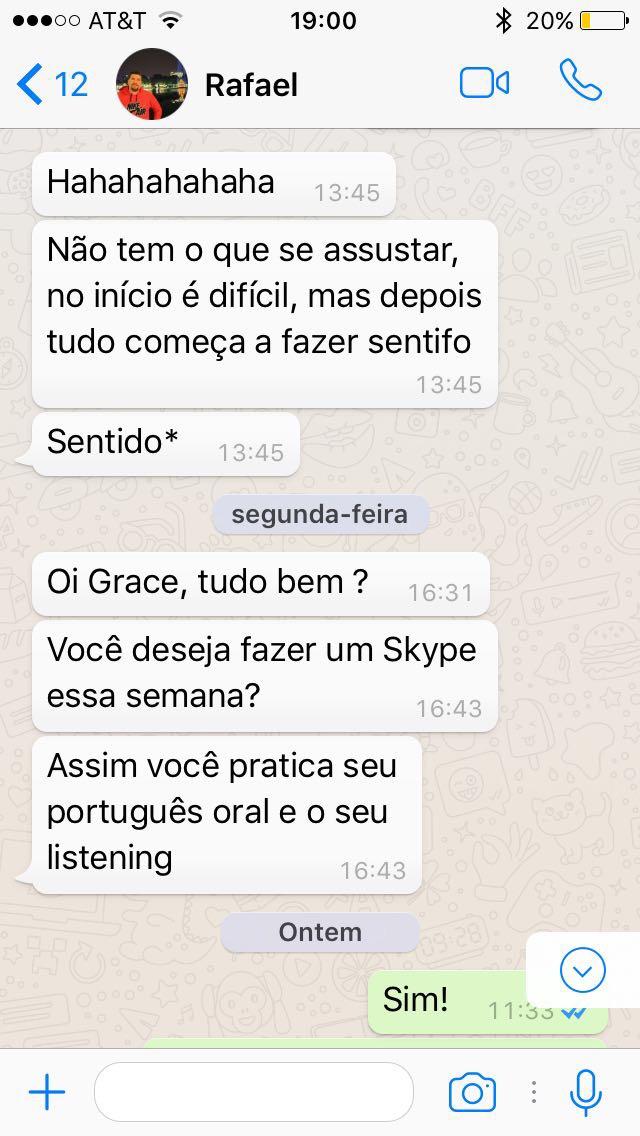 AT&T 19:00 20%
12 Rafael
Hahahahahaha 13:45
Não tem o que se assustar,
no início é difícil, mas depois
tudo começa a fazer sentifo
13:45
Sentido* 13:45
segunda-feira
Oi Grace, tudo bem ? 16:31
Você deseja fazer um Skype
essa semana? 16:43
Assim você pratica seu
português oral e o seu
listening 16:43
Ontem
Sim! 11:33